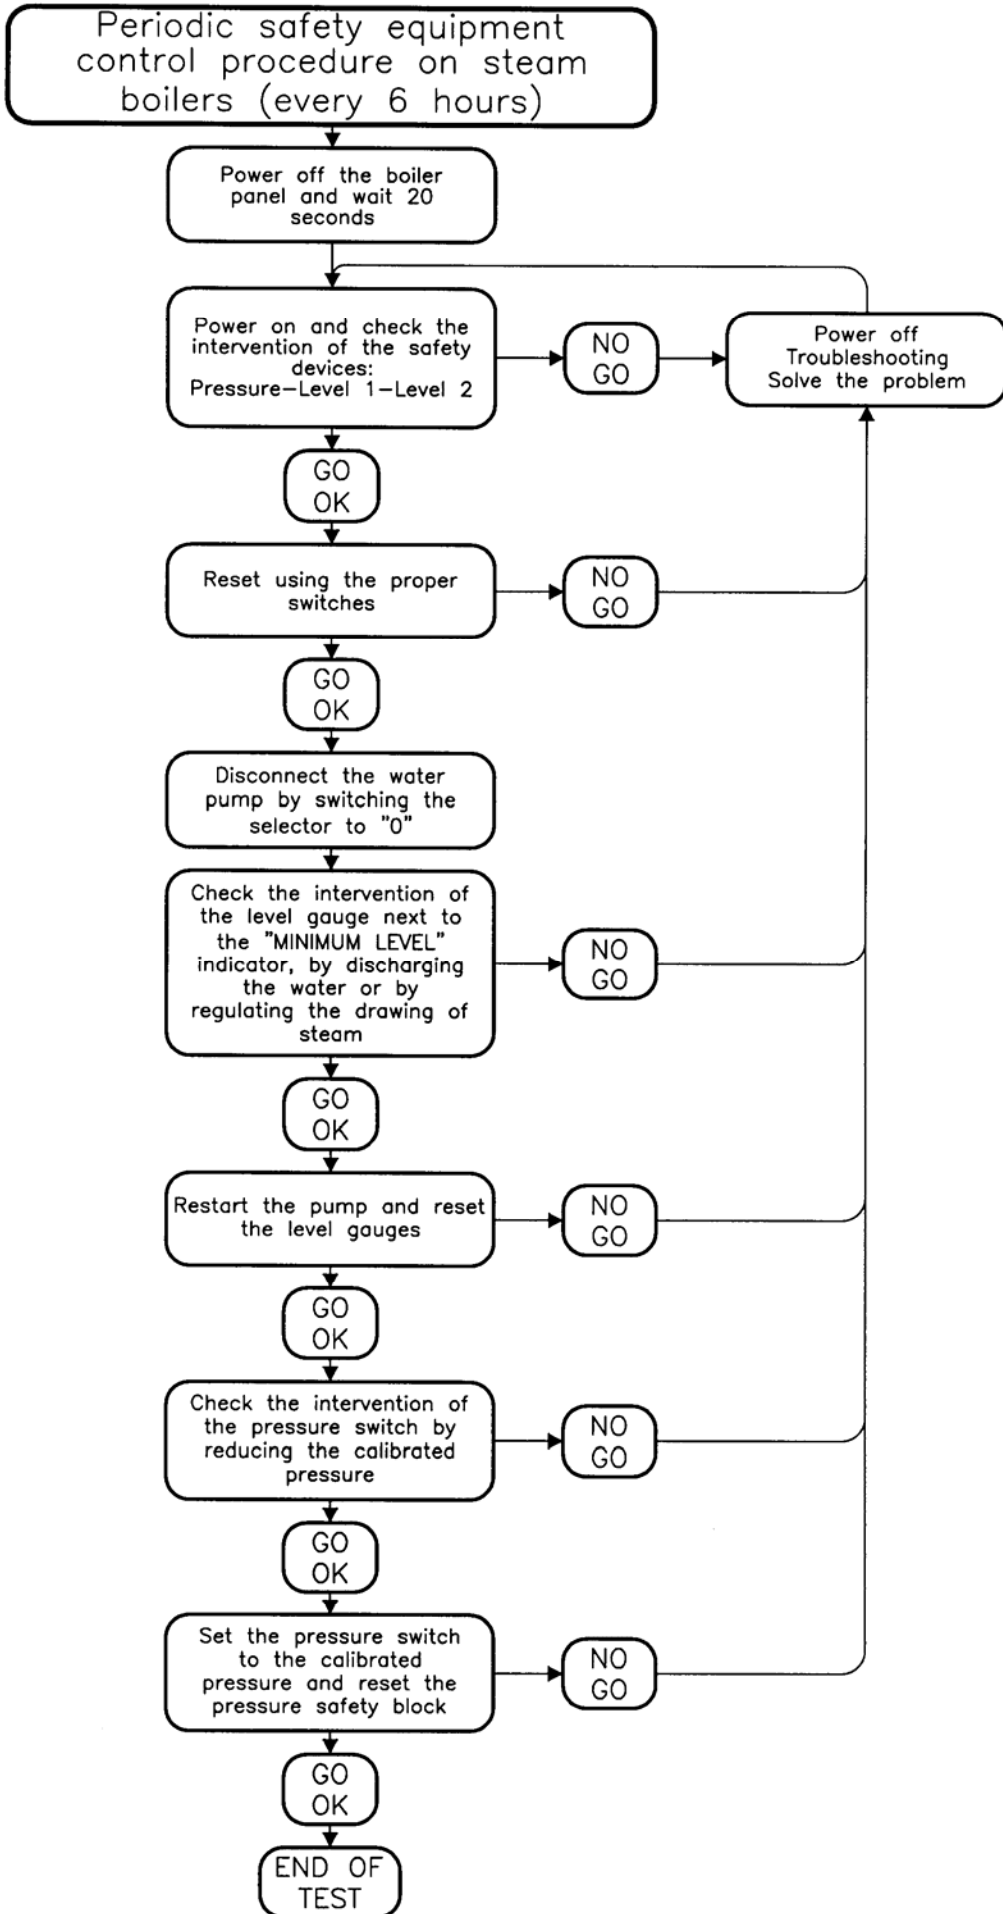 Periodic safety equipment
control procedure on steam
boilers (every 6 hours)
Power off the boiler
panel and wait 20
seconds
Power on and check the
intervention of the safety
devices:
Pressure-Level 1-Level 2
NO
GO
Power off
Troubleshooting
Solve the problem
GO
OK
Reset using the proper
switches
NO
GO
GO
OK
Disconnect the water
pump by switching the
selector to "0"
Check the intervention of
the level gauge next to
the "MINIMUM LEVEL"
indicator, by discharging
the water or by
regulating the drawing of
steam
NO
GO
GO
OK
Restart the pump and reset
the level gauges
NO
GO
GO
OK
Check the intervention of
the pressure switch by
reducing the calibrated
pressure
NO
GO
GO
OK
Set the pressure switch
to the calibrated
pressure and reset the
pressure safety block
NO
GO
GO
OK
END OF
TEST